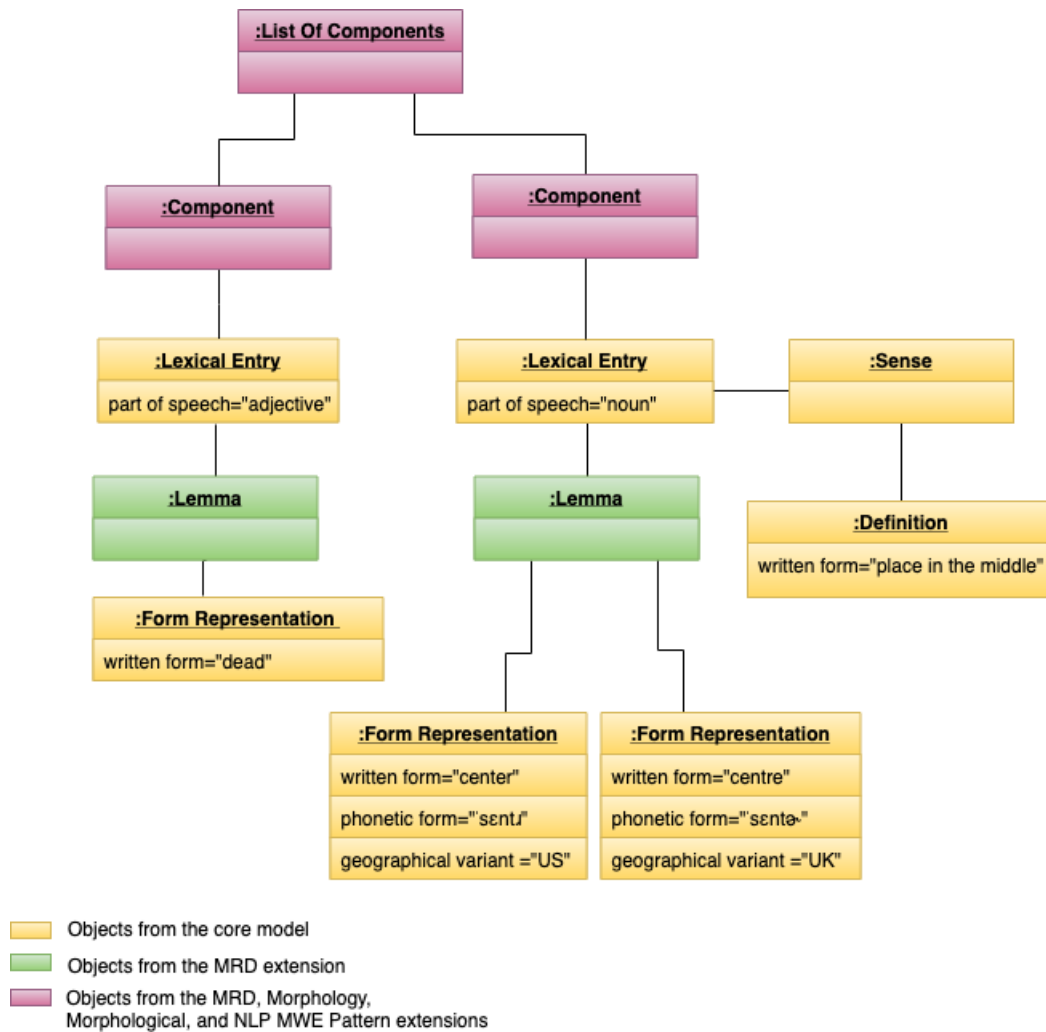 :List Of Components
:Component
:Component
:Lexical Entry
part of speech="adjective"
:Lexical Entry
part of speech="noun"
:Sense
:Lemma
:Lemma
:Definition
written form="place in the middle"
:Form Representation
written form="dead"
:Form Representation
written form="center"
phonetic form="ˈsɛntɹ"
geographical variant ="US"
:Form Representation
written form="centre"
phonetic form="ˈsɛntɚ"
geographical variant ="UK"
Objects from the core model
Objects from the MRD extension
Objects from the MRD, Morphology,
Morphological, and NLP MWE Pattern extensions